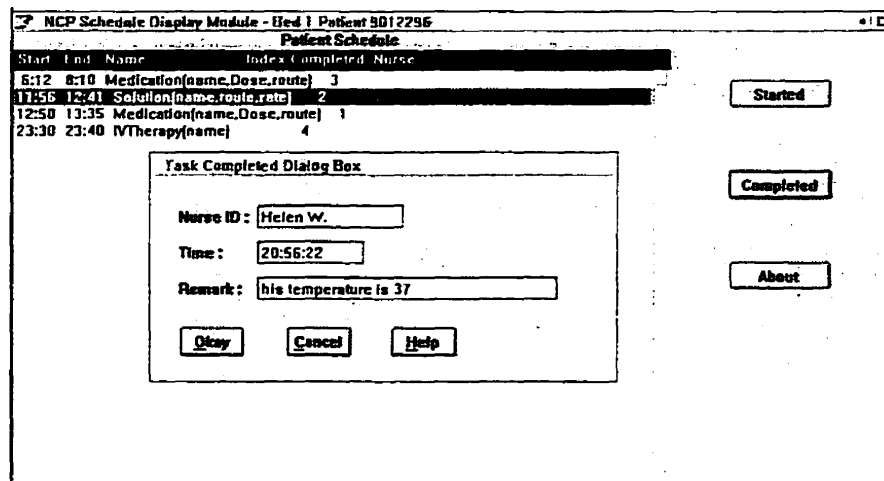 NCP Schedule Display Module - Bed 1 Patient 9012296
Patient Schedule
Start End Name Index Completed Nurse
6:12 8:10 Medication(name,Dose,route) 3
11:56 12:41 Solution(name,route,rate) 2
12:50 13:35 Medication(name,Dose,route) 1
23:30 23:40 IVTherapy(name) 4
Started
Task Completed Dialog Box
Completed
Nurse ID : Helen W.
Time : 20:56:22
About
Remark : his temperature is 37
Okay Cancel Help